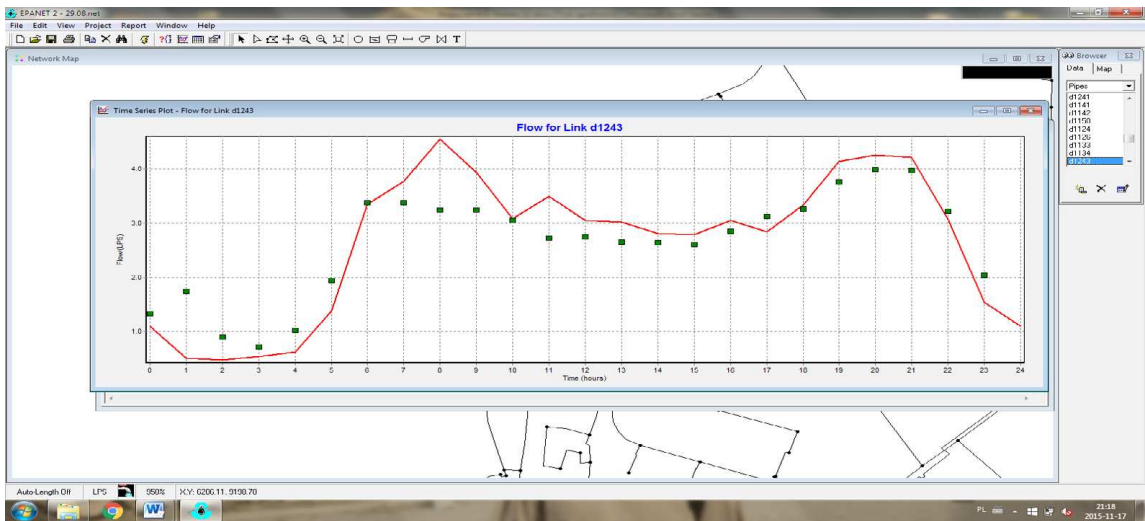 EPANET 2 - 29.08.net
File Edit View Project Report Window Help
Network Map
Browser
Data Map
Pipes
d1241
d1141
d1142
d1150
d1124
d1126
d1133
d1134
d1243
Time Series Plot - Flow for Link d1243
Flow for Link d1243
4.0
3.0
2.0
1.0
Flow(LPS)
0 1 2 3 4 5 6 7 8 9 10 11 12 13 14 15 16 17 18 19 20 21 22 23 24
Time (hours)
Auto-Length Off LPS 950% X,Y: 6206.11, 9190.70
PL 21:18
2015-11-17